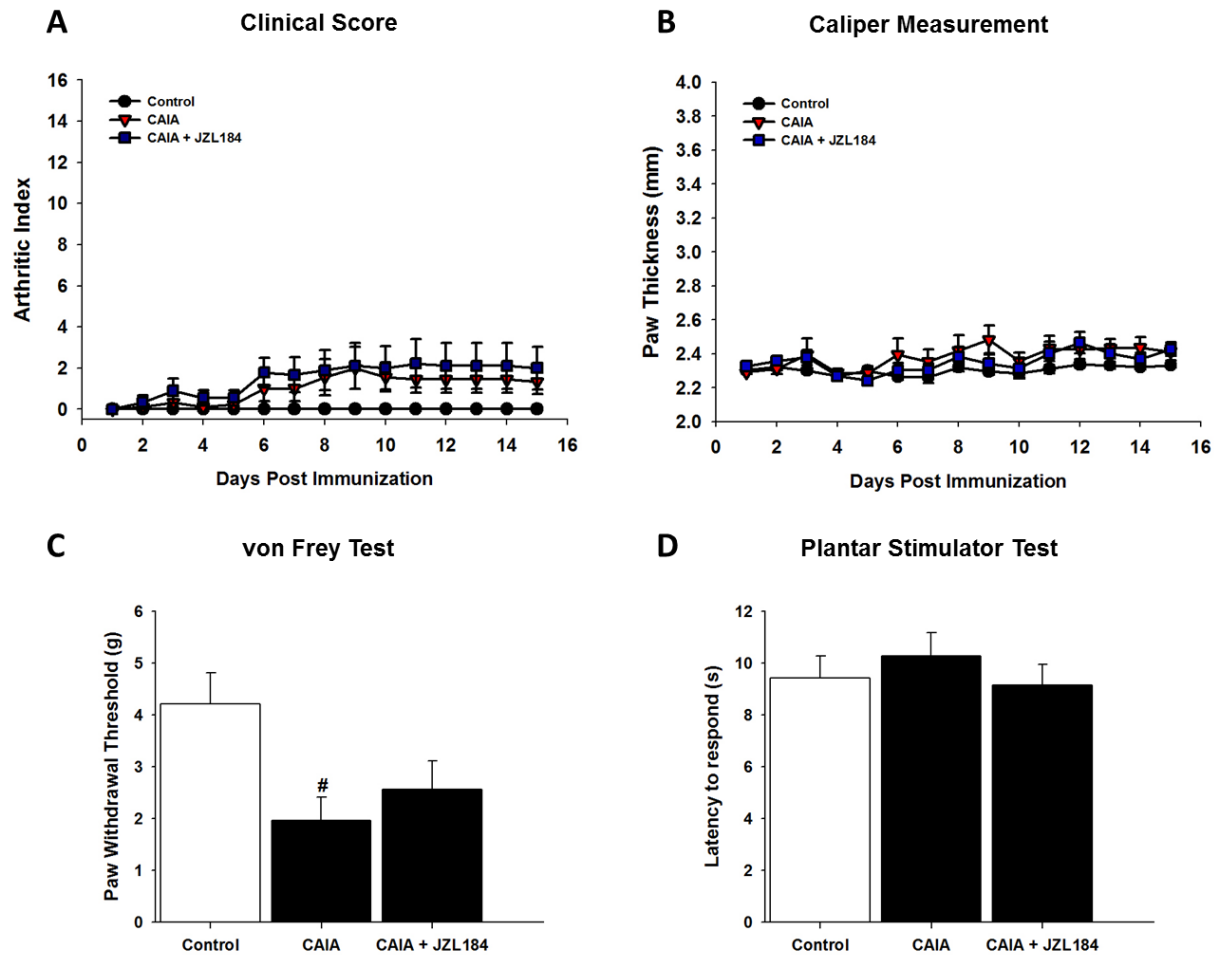 A
Clinical Score
16
14
12
10
8
6
4
2
0
Arthritic Index
Control
CAIA
CAIA + JZL184
0 2 4 6 8 10 12 14 16
Days Post Immunization
B
Caliper Measurement
4.0
3.8
3.6
3.4
3.2
3.0
2.8
2.6
2.4
2.2
2.0
Paw Thickness (mm)
Control
CAIA
CAIA + JZL184
0 2 4 6 8 10 12 14 16
Days Post Immunization
C
von Frey Test
6
5
4
3
2
1
0
Paw Withdrawal Threshold (g)
#
Control CAIA CAIA + JZL184
D
Plantar Stimulator Test
12
10
8
6
4
2
0
Latency to respond (s)
Control CAIA CAIA + JZL184